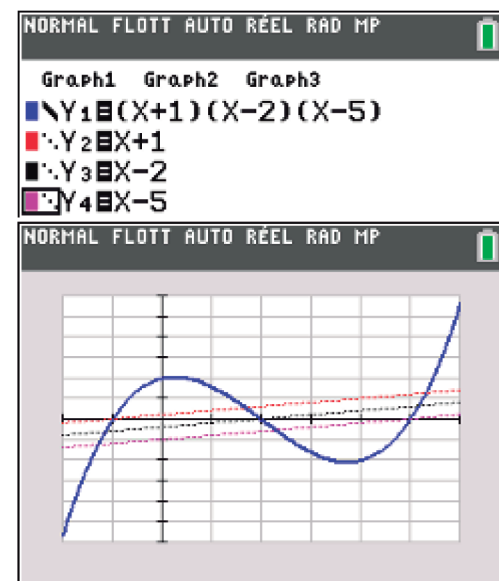 NORMAL FLOTT AUTO RÉEL RAD MP
Graph1 Graph2 Graph3
Y1=(X+1)(X-2)(X-5)
Y2=X+1
Y3=X-2
Y4=X-5
NORMAL FLOTT AUTO RÉEL RAD MP